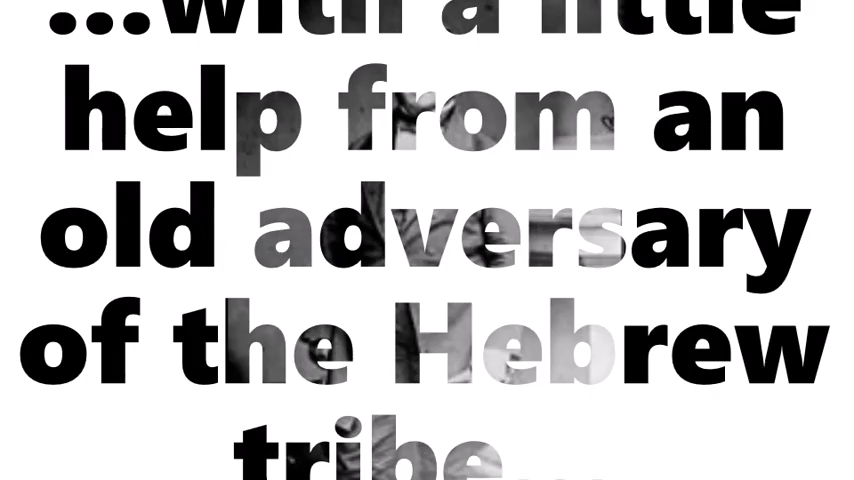 ...with a little
help from an
old adversary
of the Hebrew
tribe...